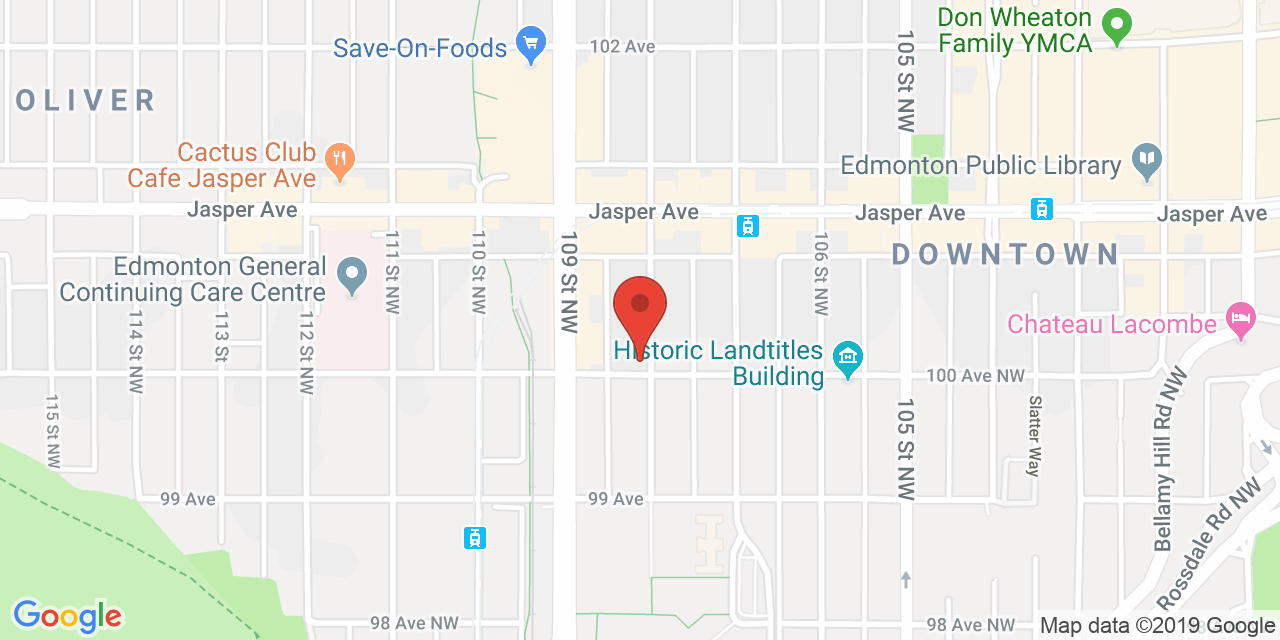 Don Wheaton
Family YMCA
Save-On-Foods
102 Ave
105 St NW
OLIVER
Cactus Club
Cafe Jasper Ave
Edmonton Public Library
Jasper Ave
Jasper Ave
Jasper Ave
Jasper Ave
DOWNTOWN
Edmonton General
Continuing Care Centre
111 St NW
110 St NW
109 St NW
106 St NW
114 St NW
113 St
112 St NW
Chateau Lacombe
Historic Landtitles
Building
100 Ave NW
115 St NW
105 St NW
Slatter Way
Bellamy Hill Rd NW
99 Ave
99 Ave
Rossdale Rd NW
Google
98 Ave NW
98 Ave NW
Map data ©2019 Google